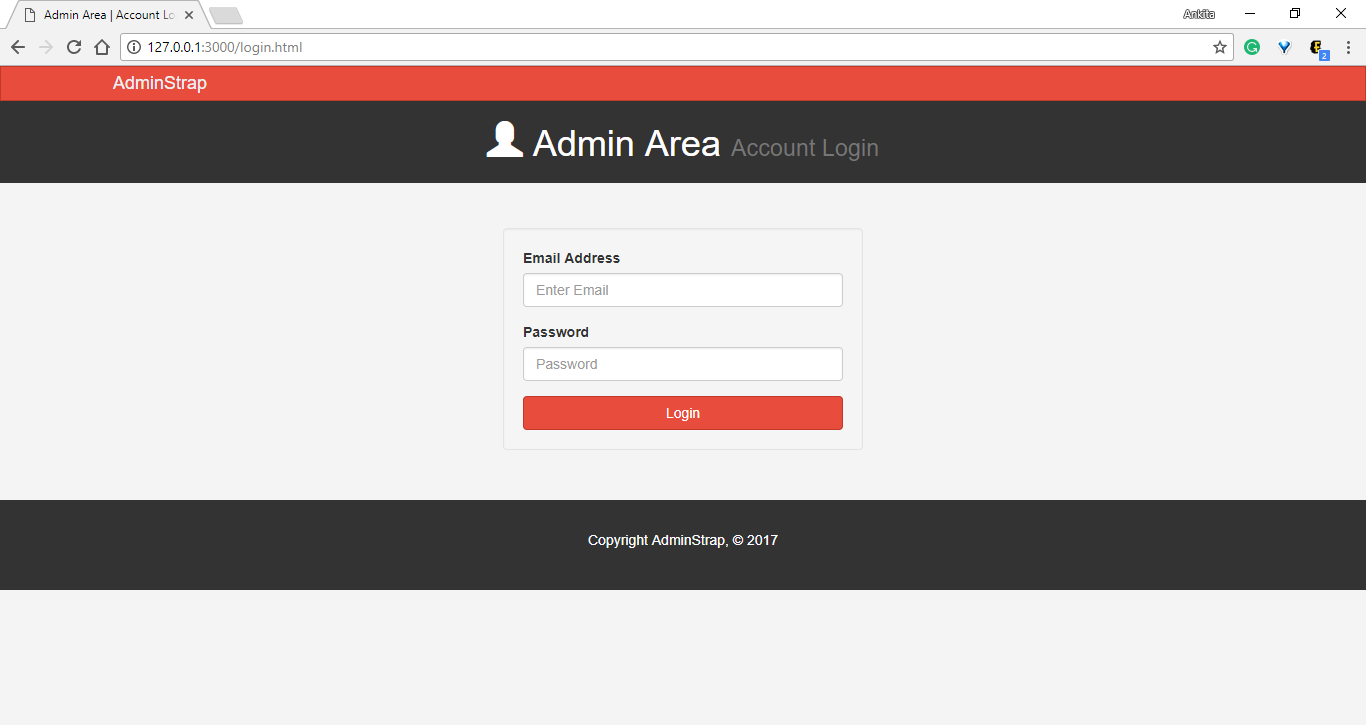 Admin Area | Account Lo
Ankita
127.0.0.1:3000/login.html
2
AdminStrap
Admin Area Account Login
Email Address
Enter Email
Password
Password
Login
Copyright AdminStrap, © 2017